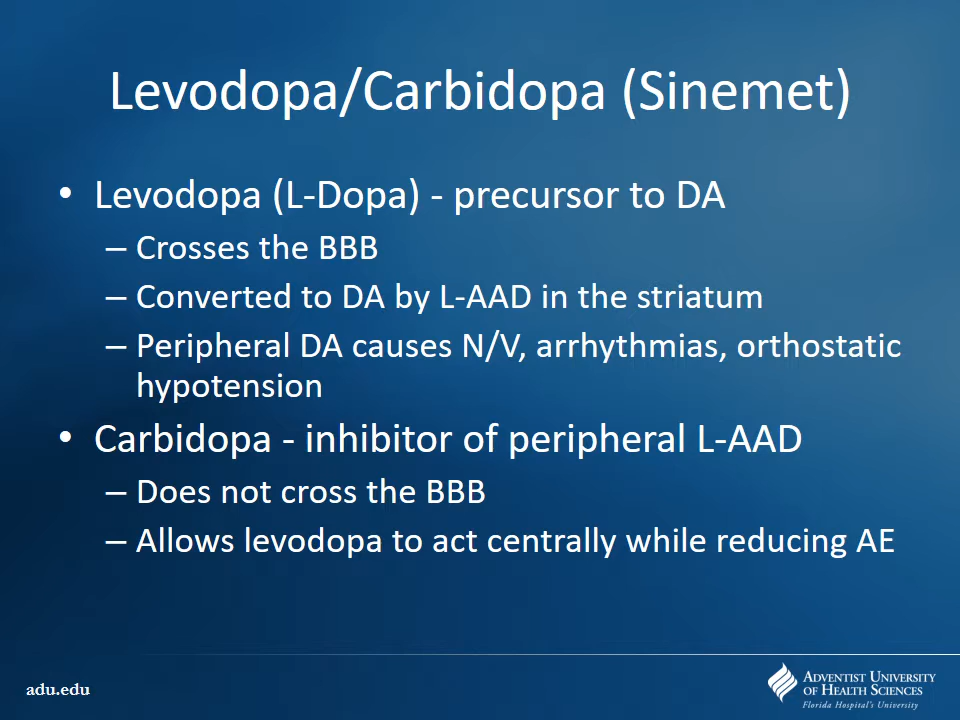 Levodopa/Carbidopa (Sinemet)
• Levodopa (L-Dopa) - precursor to DA
– Crosses the BBB
– Converted to DA by L-AAD in the striatum
– Peripheral DA causes N/V, arrhythmias, orthostatic
hypotension
• Carbidopa - inhibitor of peripheral L-AAD
– Does not cross the BBB
– Allows levodopa to act centrally while reducing AE
adu.edu
ADVENTIST UNIVERSITY
OF HEALTH SCIENCES
Florida Hospital's University